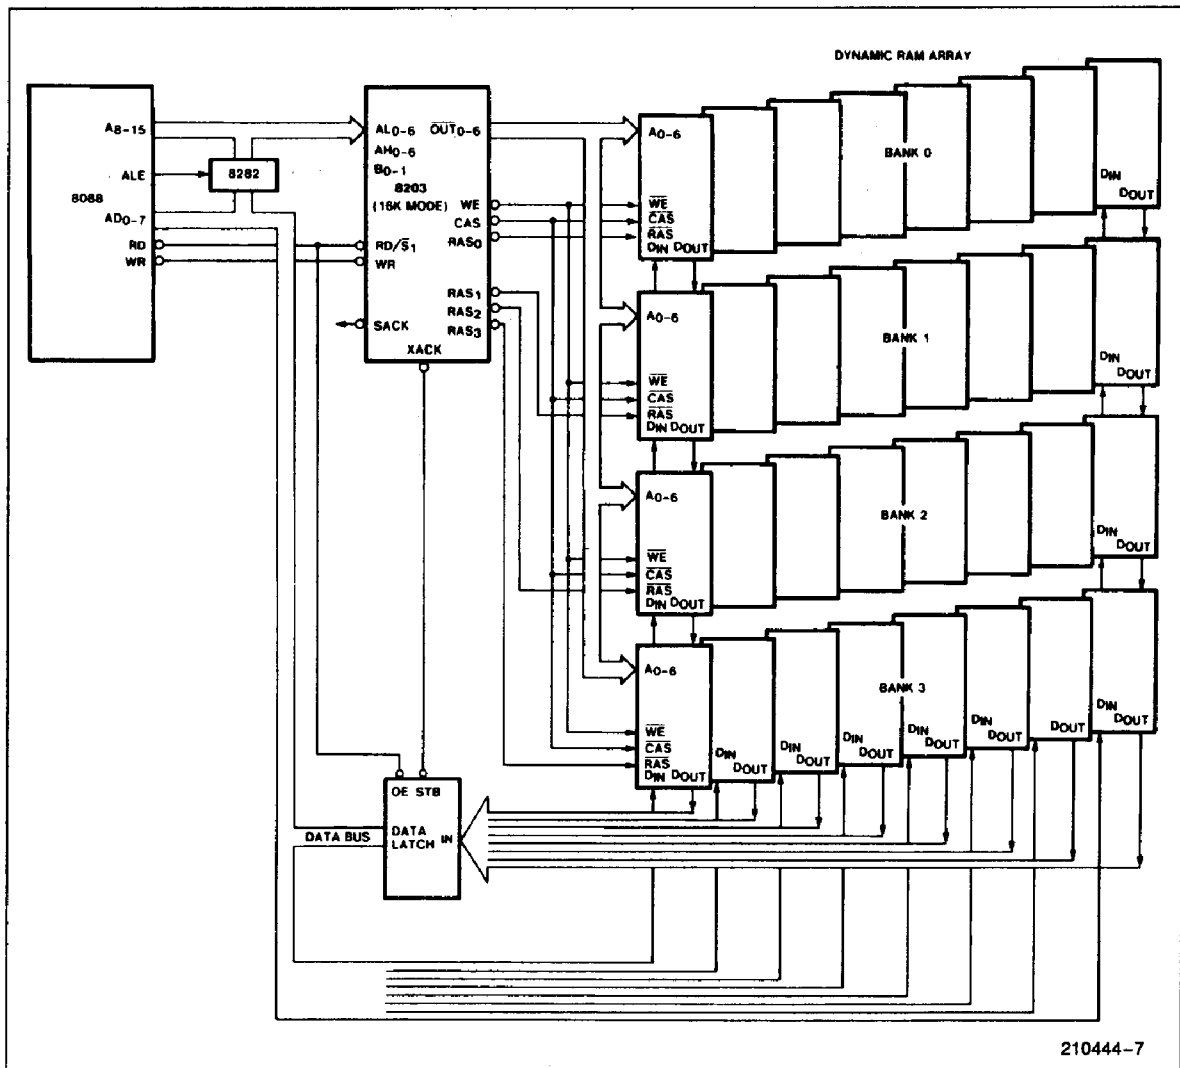 DYNAMIC RAM ARRAY
8088
A8-15
ALE
AD0-7
RD
WR
8282
AL0-6
AH0-6
B0-1
OUT0-6
8203
(16K MODE)
WE
CAS
RAS0
RD/S1
WR
RAS1
RAS2
RAS3
SACK
XACK
A0-6
WE
CAS
RAS
DIN DOUT
BANK 0
DIN
DOUT
A0-6
WE
CAS
RAS
DIN DOUT
BANK 1
DIN
DOUT
A0-6
WE
CAS
RAS
DIN DOUT
BANK 2
DIN
DOUT
A0-6
WE
CAS
RAS
DIN DOUT
BANK 3
DIN
DOUT
DIN
DOUT
DIN
DOUT
DIN
DOUT
DIN
DOUT
DOUT
DIN
DOUT
OE STB
DATA
LATCH
IN
DATA BUS
210444-7